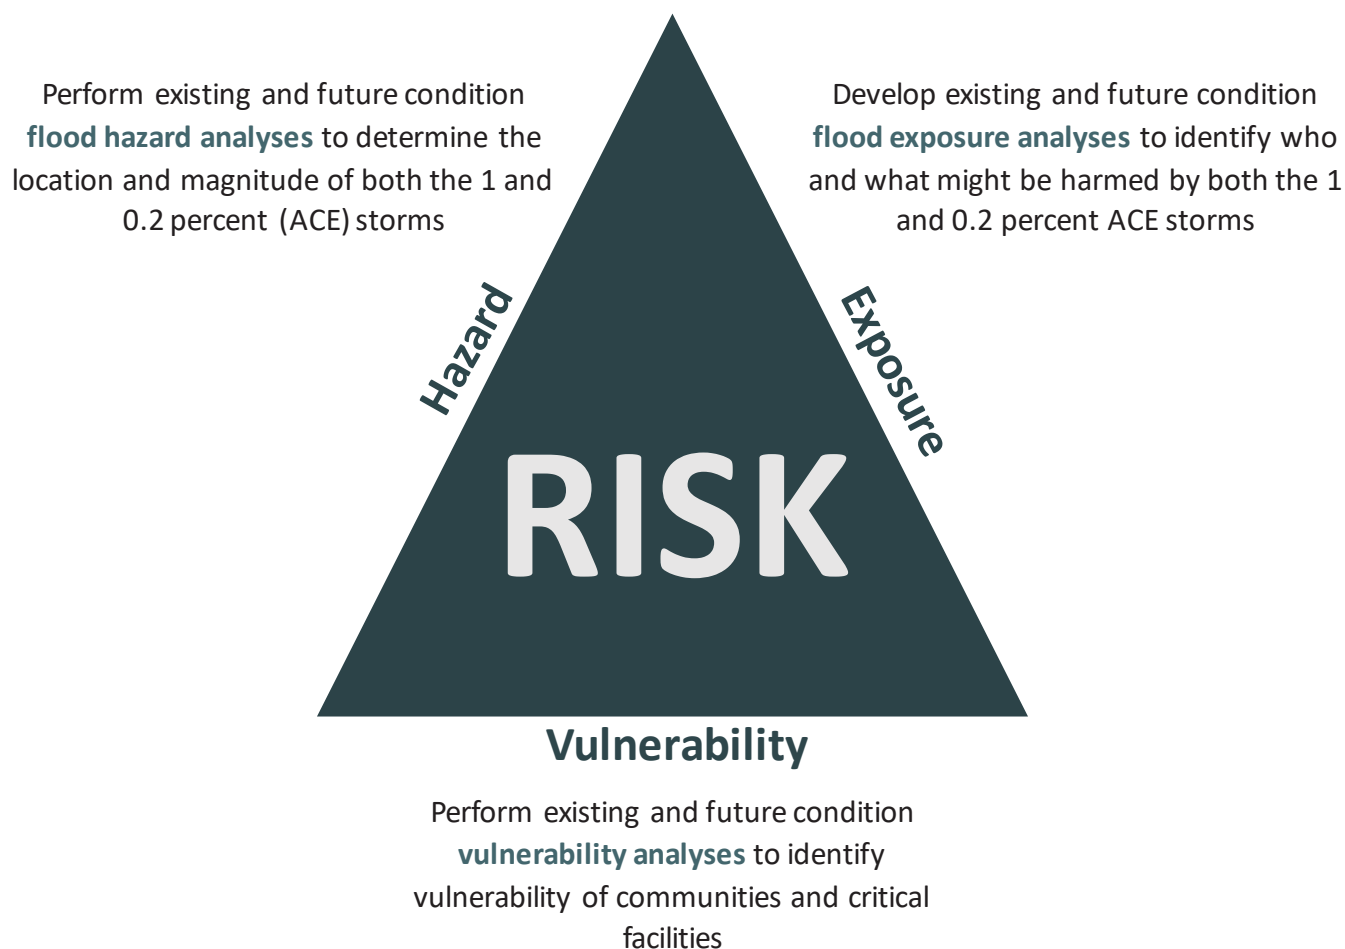 Perform existing and future condition
flood hazard analyses to determine the
location and magnitude of both the 1 and
0.2 percent (ACE) storms
Develop existing and future condition
flood exposure analyses to identify who
and what might be harmed by both the 1
and 0.2 percent ACE storms
Hazard
Exposure
RISK
Vulnerability
Perform existing and future condition
vulnerability analyses to identify
vulnerability of communities and critical
facilities